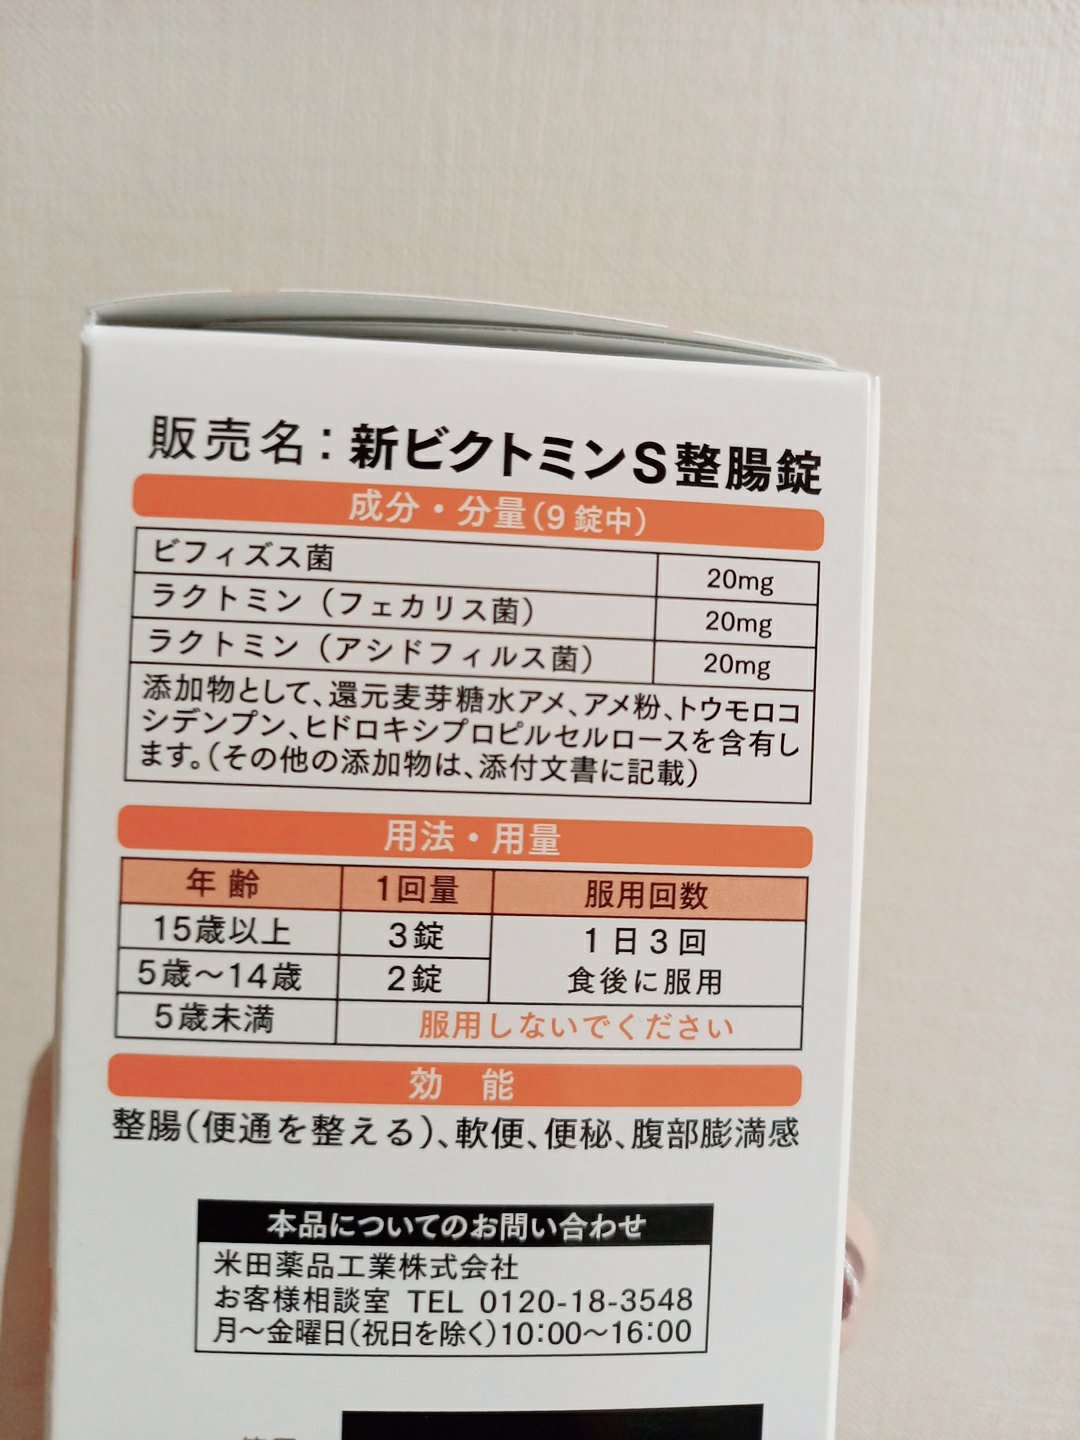 販売名：新ビクトミンS整腸錠
成分・分量（9錠中）
ビフィズス菌 20mg
ラクトミン（フェカリス菌） 20mg
ラクトミン（アシドフィルス菌） 20mg
添加物として、還元麦芽糖水アメ、アメ粉、トウモロコ
シデンプン、ヒドロキシプロピルセルロースを含有し
ます。（その他の添加物は、添付文書に記載）
用法・用量
年齢 1回量 服用回数
15歳以上 3錠 1日3回
5歳〜14歳 2錠 食後に服用
5歳未満 服用しないでください
効 能
整腸（便通を整える）、軟便、便秘、腹部膨満感
本品についてのお問い合わせ
米田薬品工業株式会社
お客様相談室 TEL 0120-18-3548
月〜金曜日（祝日を除く）10：00〜16：00